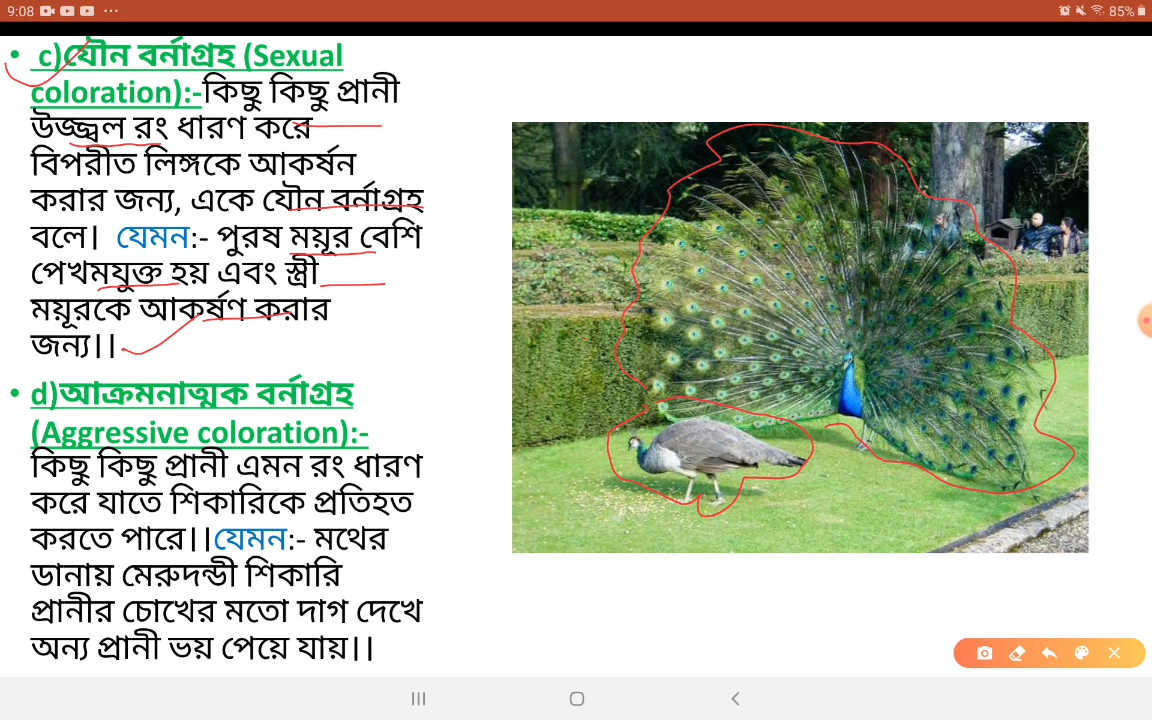 9:08
85%
c)যৌন বর্নাগ্রহ (Sexual
coloration):-কিছু কিছু প্রানী
উজ্জ্বল রং ধারণ করে
বিপরীত লিঙ্গকে আকর্ষন
করার জন্য, একে যৌন বর্নাগ্রহ
বলে। যেমন:- পুরষ ময়ূর বেশি
পেখমযুক্ত হয় এবং স্ত্রী
ময়ূরকে আকর্ষণ করার
জন্য।।
d)আক্রমনাত্মক বর্নাগ্রহ
(Aggressive coloration):-
কিছু কিছু প্রানী এমন রং ধারণ
করে যাতে শিকারিকে প্রতিহত
করতে পারে।।যেমন:- মথের
ডানায় মেরুদন্ডী শিকারি
প্রানীর চোখের মতো দাগ দেখে
অন্য প্রানী ভয় পেয়ে যায়।।